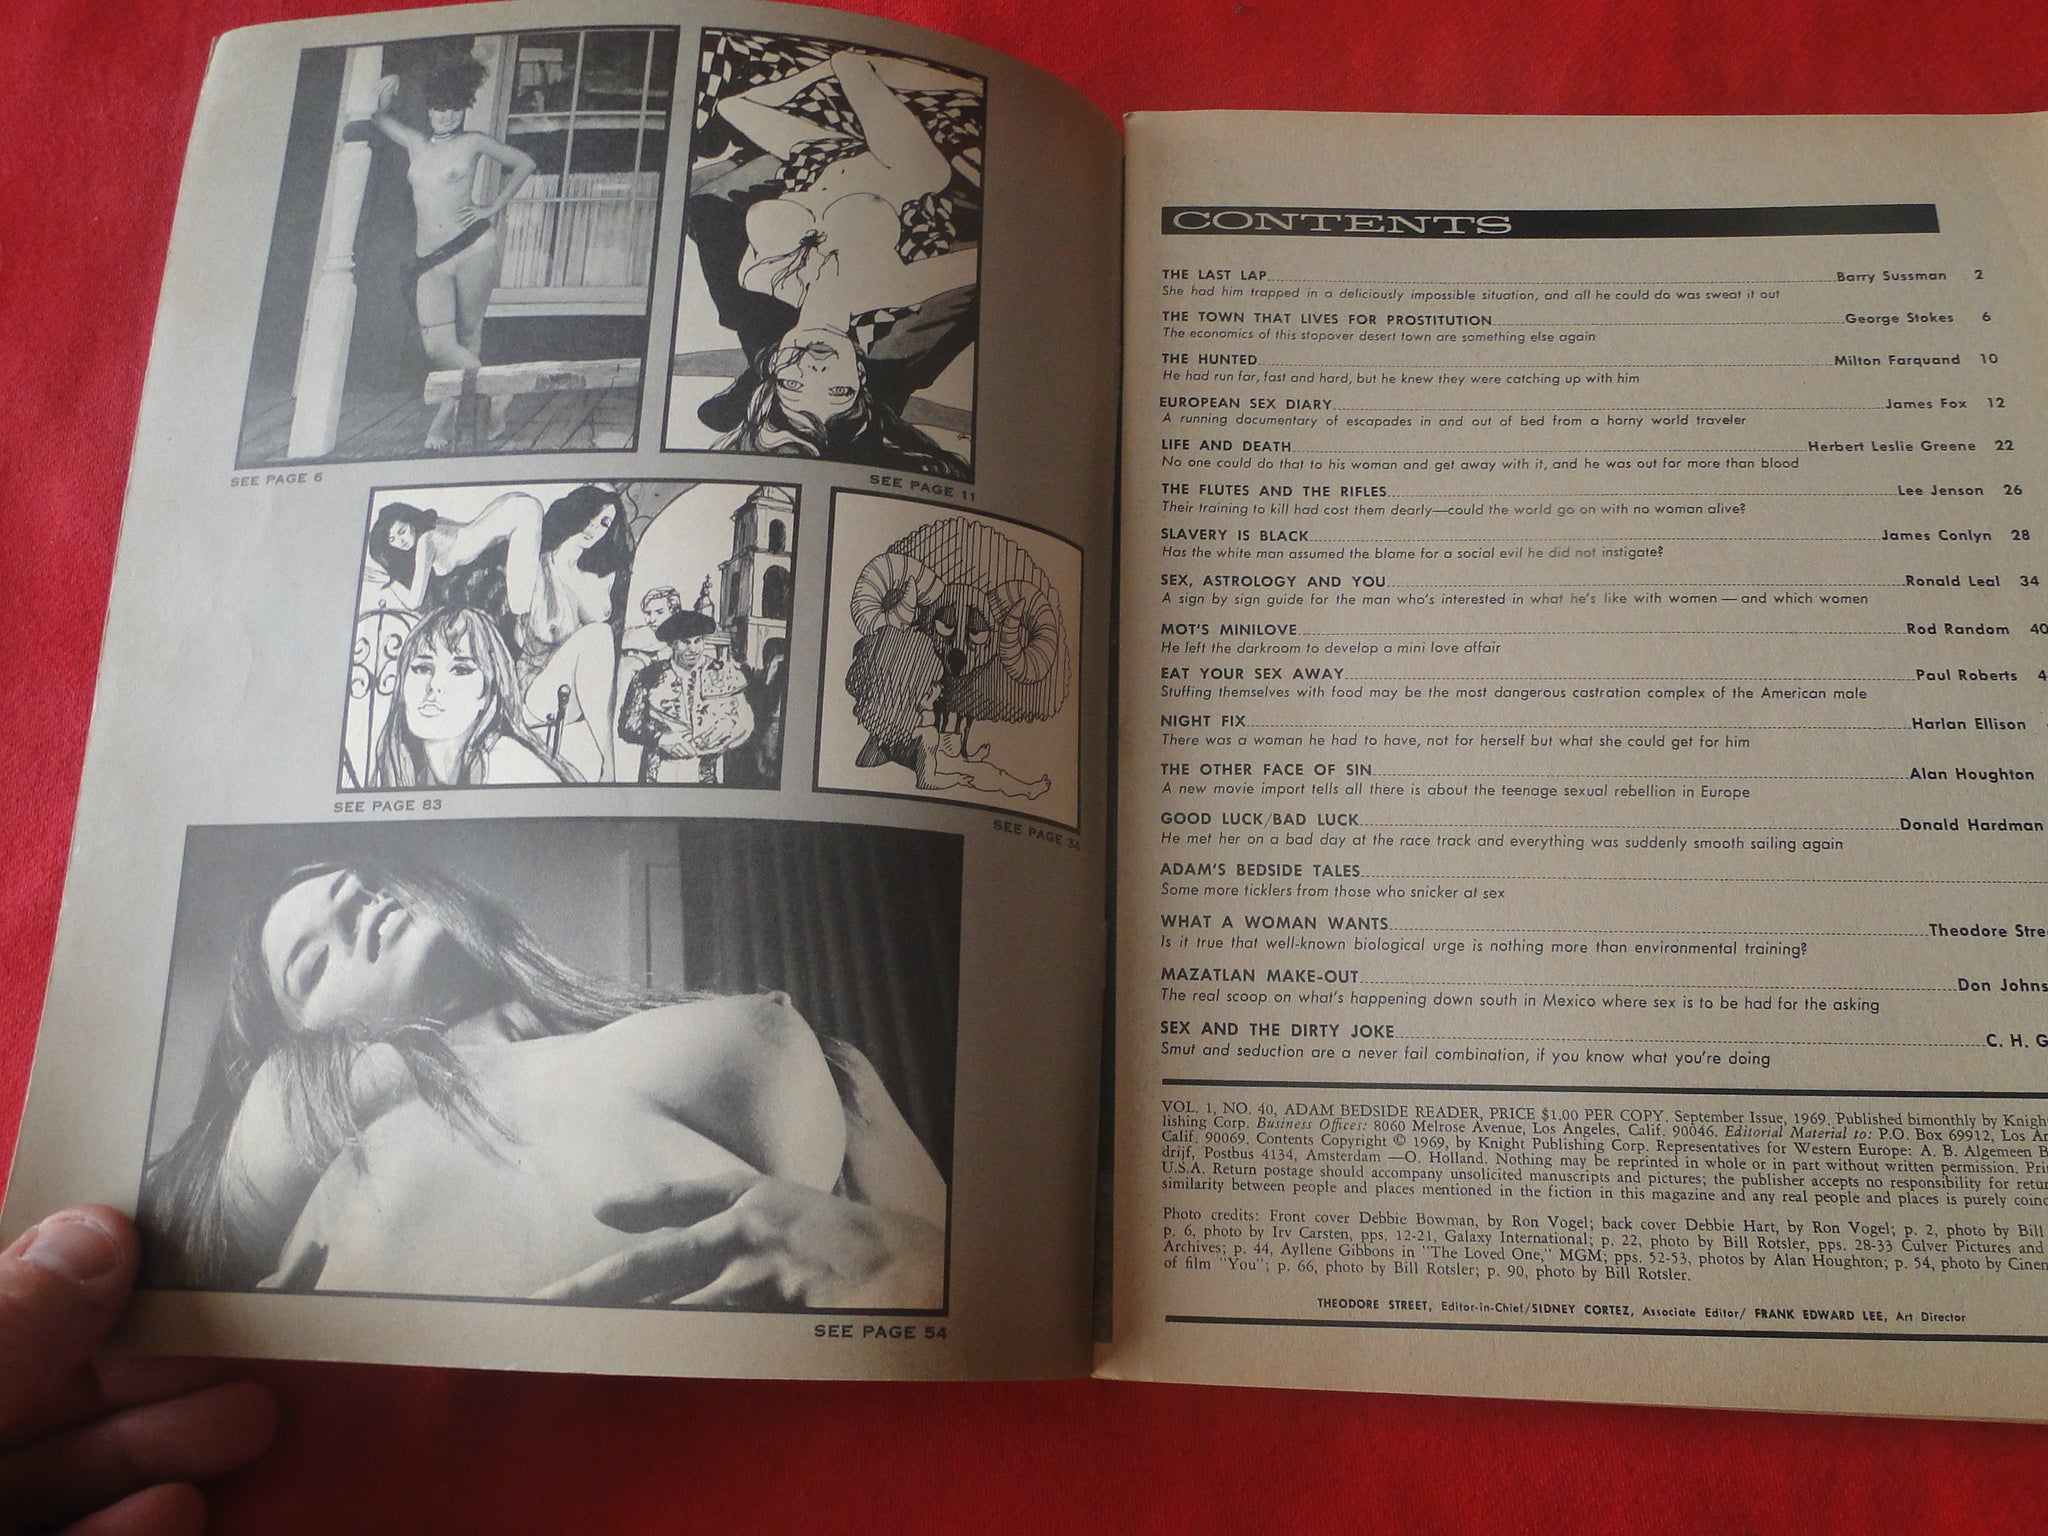 SEE PAGE 6
SEE PAGE 11
SEE PAGE 83
SEE PAGE 34
SEE PAGE 54
CONTENTS
THE LAST LAP Barry Sussman 2
She had him trapped in a deliciously impossible situation, and all he could do was sweat it out
THE TOWN THAT LIVES FOR PROSTITUTION George Stokes 6
The economics of this stopover desert town are something else again
THE HUNTED Milton Farquand 10
He had run far, fast and hard, but he knew they were catching up with him
EUROPEAN SEX DIARY James Fox 12
A running documentary of escapades in and out of bed from a horny world traveler
LIFE AND DEATH Herbert Leslie Greene 22
No one could do that to his woman and get away with it, and he was out for more than blood
THE FLUTES AND THE RIFLES Lee Jenson 26
Their training to kill had cost them dearly—could the world go on with no woman alive?
SLAVERY IS BLACK James Conlyn 28
Has the white man assumed the blame for a social evil he did not instigate?
SEX, ASTROLOGY AND YOU Ronald Leal 34
A sign by sign guide for the man who's interested in what he's like with women — and which women
MOT'S MINILOVE Rod Random 40
He left the darkroom to develop a mini love affair
EAT YOUR SEX AWAY Paul Roberts 4
Stuffing themselves with food may be the most dangerous castration complex of the American male
NIGHT FIX Harlan Ellison
There was a woman he had to have, not for herself but what she could get for him
THE OTHER FACE OF SIN Alan Houghton
A new movie import tells all there is about the teenage sexual rebellion in Europe
GOOD LUCK/BAD LUCK Donald Hardman
He met her on a bad day at the race track and everything was suddenly smooth sailing again
ADAM'S BEDSIDE TALES
Some more ticklers from those who snicker at sex
WHAT A WOMAN WANTS Theodore Stre
Is it true that well-known biological urge is nothing more than environmental training?
MAZATLAN MAKE-OUT Don Johns
The real scoop on what's happening down south in Mexico where sex is to be had for the asking
SEX AND THE DIRTY JOKE C. H. G
Smut and seduction are a never fail combination, if you know what you're doing
VOL. 1, NO. 40, ADAM BEDSIDE READER, PRICE $1.00 PER COPY. September Issue, 1969. Published bimonthly by Knigh
lishing Corp. Business Offices: 8060 Melrose Avenue, Los Angeles, Calif. 90046. Editorial Material to: P.O. Box 69912, Los An
Calif. 90069. Contents Copyright © 1969, by Knight Publishing Corp. Representatives for Western Europe: A. B. Algemeen B
drijf, Postbus 4134, Amsterdam —O. Holland. Nothing may be reprinted in whole or in part without written permission. Pri
U.S.A. Return postage should accompany unsolicited manuscripts and pictures; the publisher accepts no responsibility for retur
similarity between people and places mentioned in the fiction in this magazine and any real people and places is purely coinc
Photo credits: Front cover Debbie Bowman, by Ron Vogel; back cover Debbie Hart, by Ron Vogel; p. 2, photo by Bill
p. 6, photo by Irv Carsten, pps. 12-21, Galaxy International; p. 22, photo by Bill Rotsler, pps. 28-33 Culver Pictures and
Archives; p. 44, Ayllene Gibbons in "The Loved One," MGM; pps. 52-53, photos by Alan Houghton; p. 54, photo by Cinem
of film "You"; p. 66, photo by Bill Rotsler; p. 90, photo by Bill Rotsler.
THEODORE STREET, Editor-in-Chief/SIDNEY CORTEZ, Associate Editor/ FRANK EDWARD LEE, Art Director